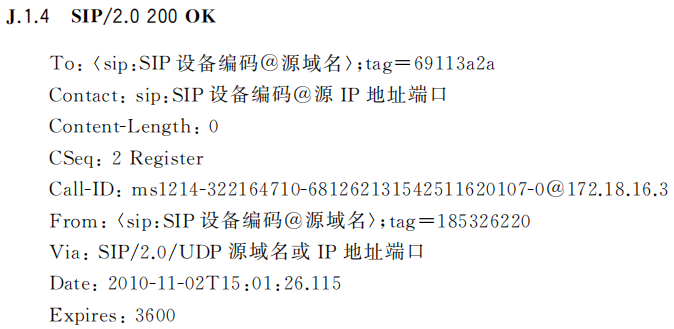 J.1.4 SIP/2.0 200 OK
To:〈sip:SIP 设备编码@源域名〉;tag=69113a2a
Contact: sip:SIP 设备编码@源 IP 地址端口
Content-Length: 0
CSeq: 2 Register
Call-ID: ms1214-322164710-681262131542511620107-0@172.18.16.3
From:〈sip:SIP 设备编码@源域名〉;tag=185326220
Via: SIP/2.0/UDP 源域名或 IP 地址端口
Date: 2010-11-02T15:01:26.115
Expires: 3600